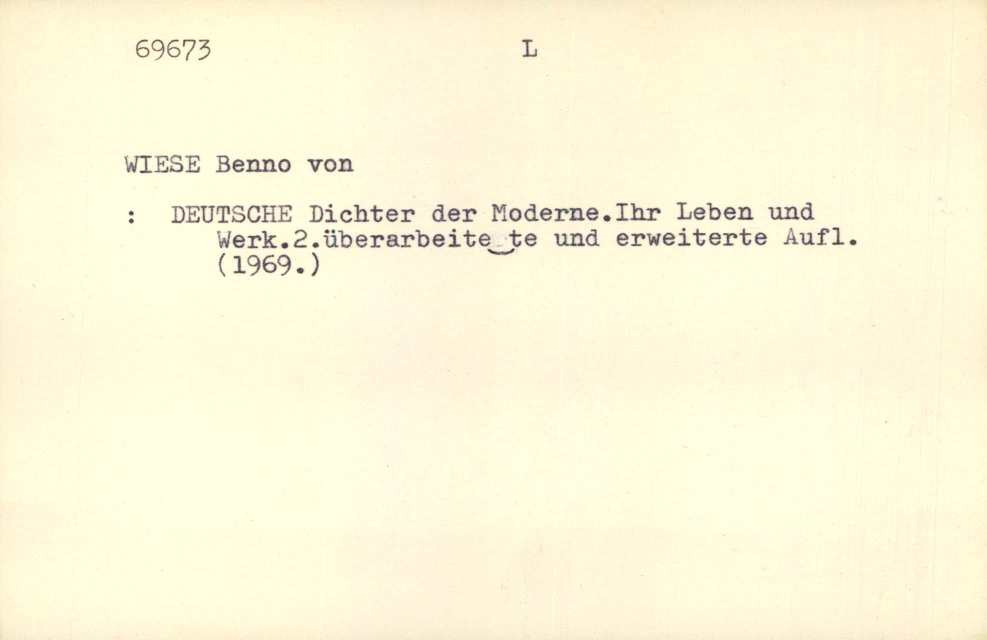 69673 L
WIESE Benno von
: DEUTSCHE Dichter der Moderne.Ihr Leben und
Werk.2.überarbeite te und erweiterte Aufl.
(1969.)